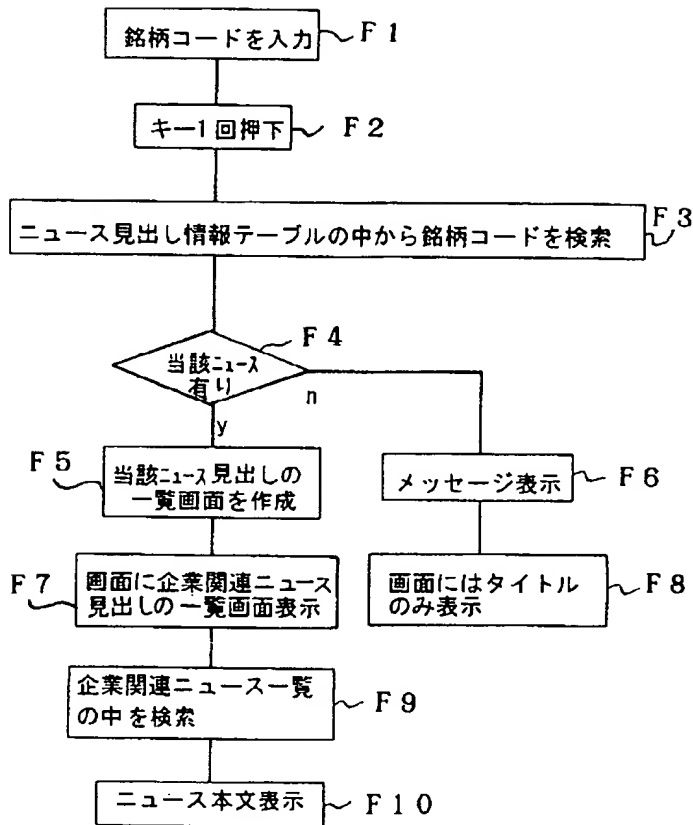 銘柄コードを入力
F1
キー1回押下
F2
ニュース見出し情報テーブルの中から銘柄コードを検索
F3
当該ニュース
有り
F4
n
y
当該ニュース見出しの
一覧画面を作成
F5
メッセージ表示
F6
画面に企業関連ニュース
見出しの一覧画面表示
F7
画面にはタイトル
のみ表示
F8
企業関連ニュース一覧
の中を検索
F9
ニュース本文表示
F10